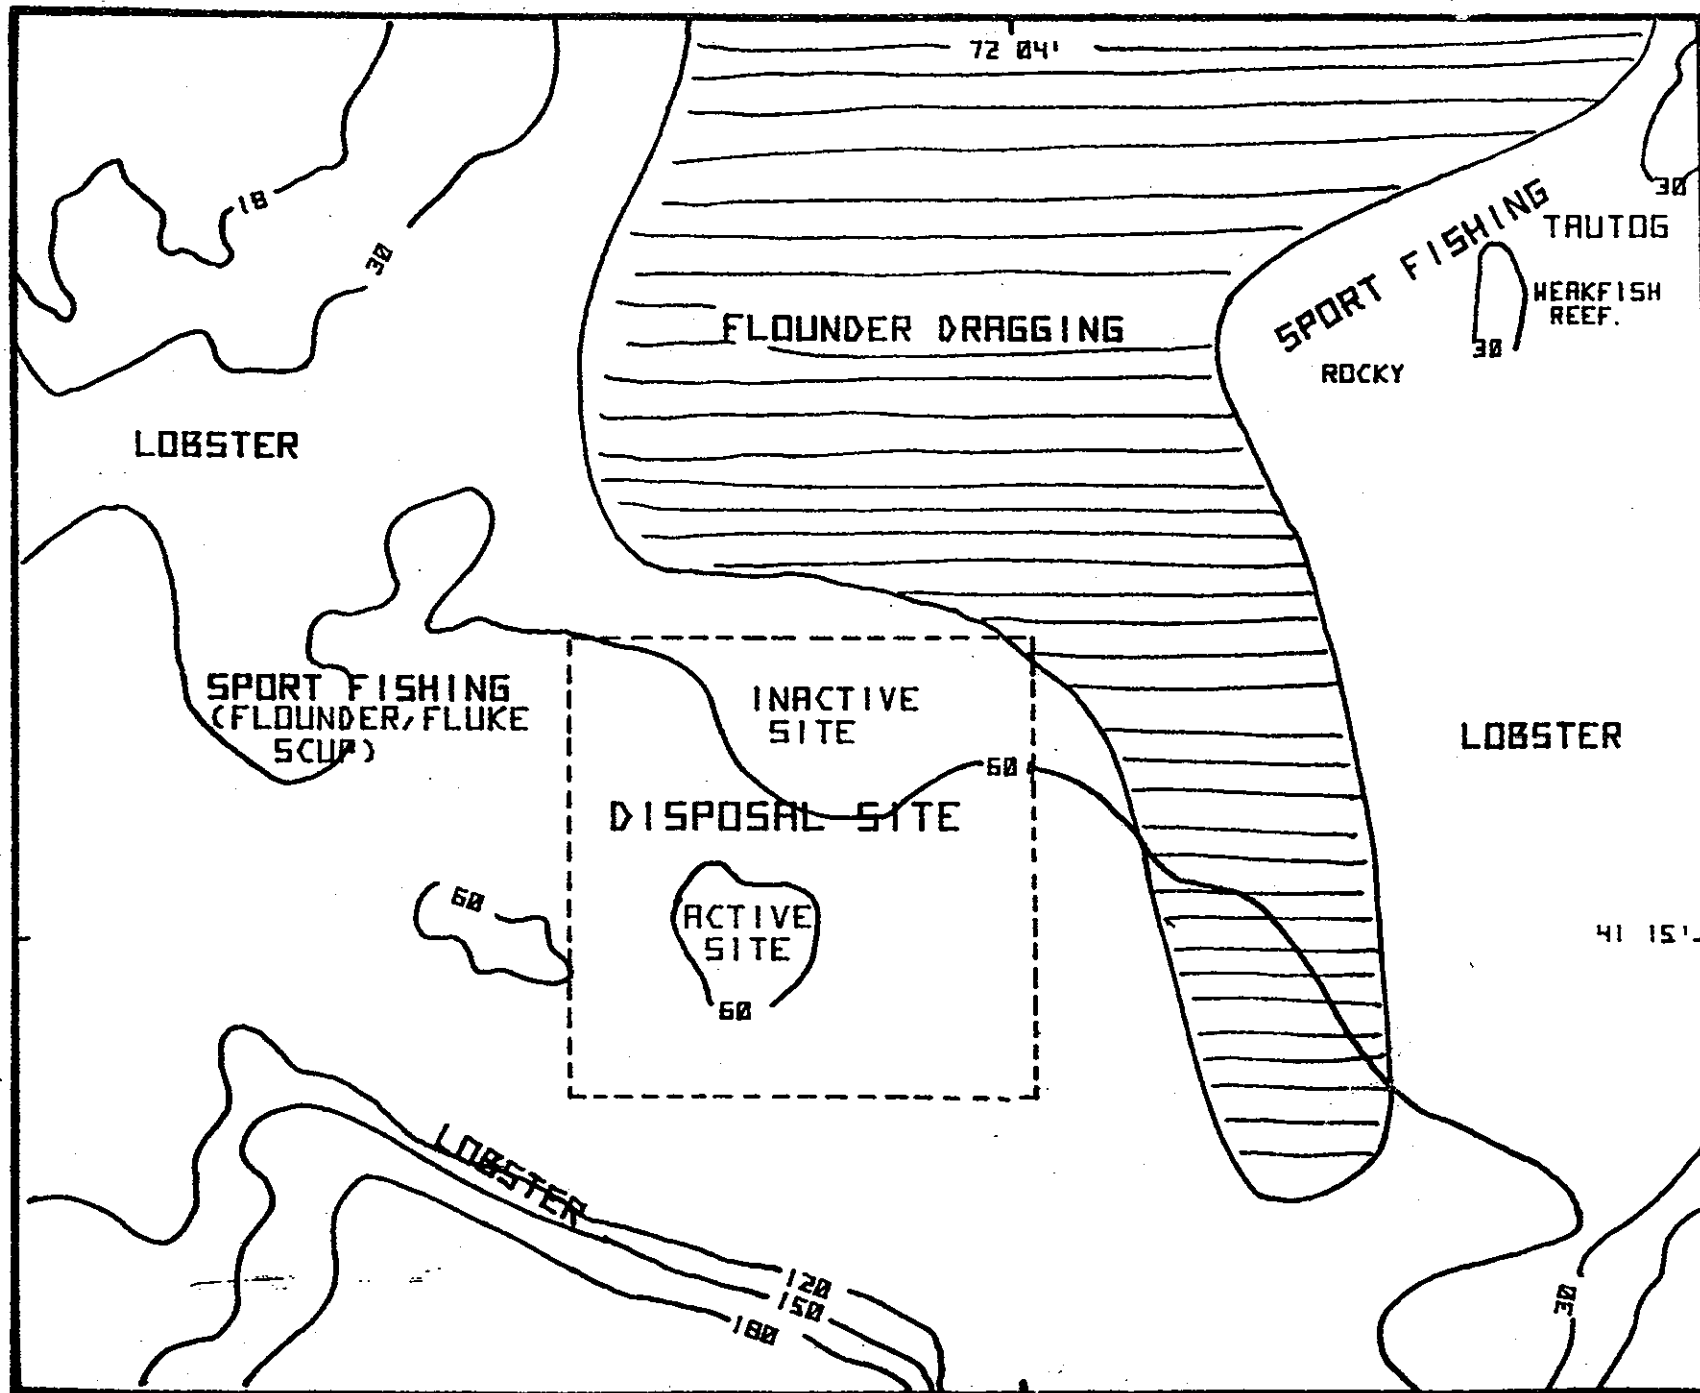 72 04'
18
30
30
SPORT FISHING
TAUTOG
WEAKFISH
REEF.
30
ROCKY
FLOUNDER DRAGGING
LOBSTER
SPORT FISHING
(FLOUNDER/FLUKE
SCUP)
INACTIVE
SITE
LOBSTER
60
DISPOSAL SITE
60
ACTIVE
SITE
60
41 15'
LOBSTER
120
150
180
30